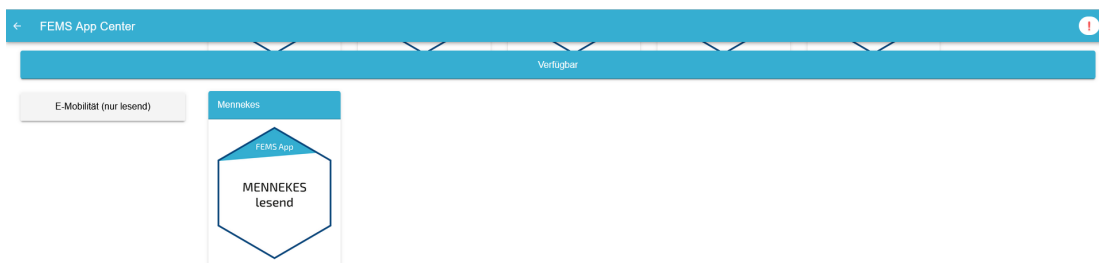 FEMS App Center
!
Verfügbar
E-Mobilität (nur lesend)
Mennekes
FEMS App
MENNEKES
lesend